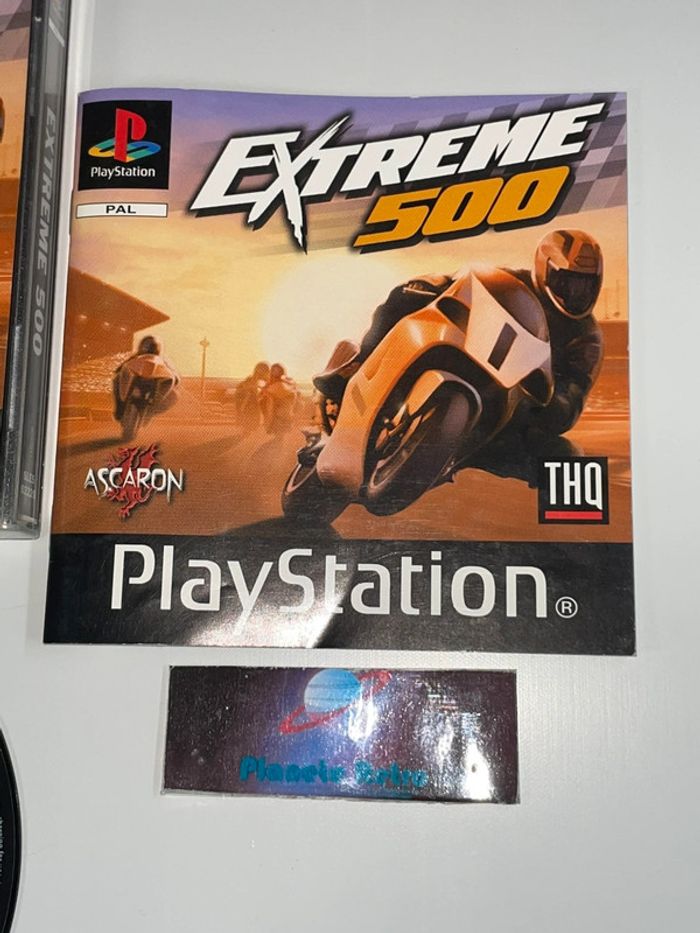 EXTREME 500
PlayStation
PAL
EXTREME
500
ASCARON
THQ
PlayStation®
Planete Retro